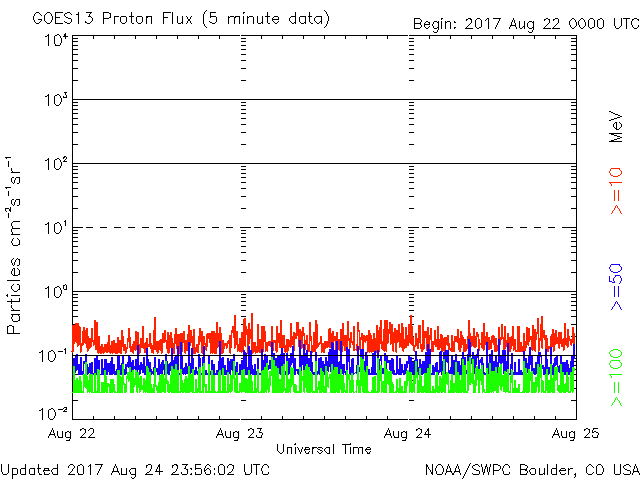 GOES13 Proton Flux (5 minute data)
Begin: 2017 Aug 22 0000 UTC
10⁴
10³
10²
10¹
10⁰
10⁻¹
10⁻²
Particles cm⁻²s⁻¹sr⁻¹
MeV
>=10
>=50
>=100
Aug 22
Aug 23
Aug 24
Aug 25
Universal Time
Updated 2017 Aug 24 23:56:02 UTC
NOAA/SWPC Boulder, CO USA